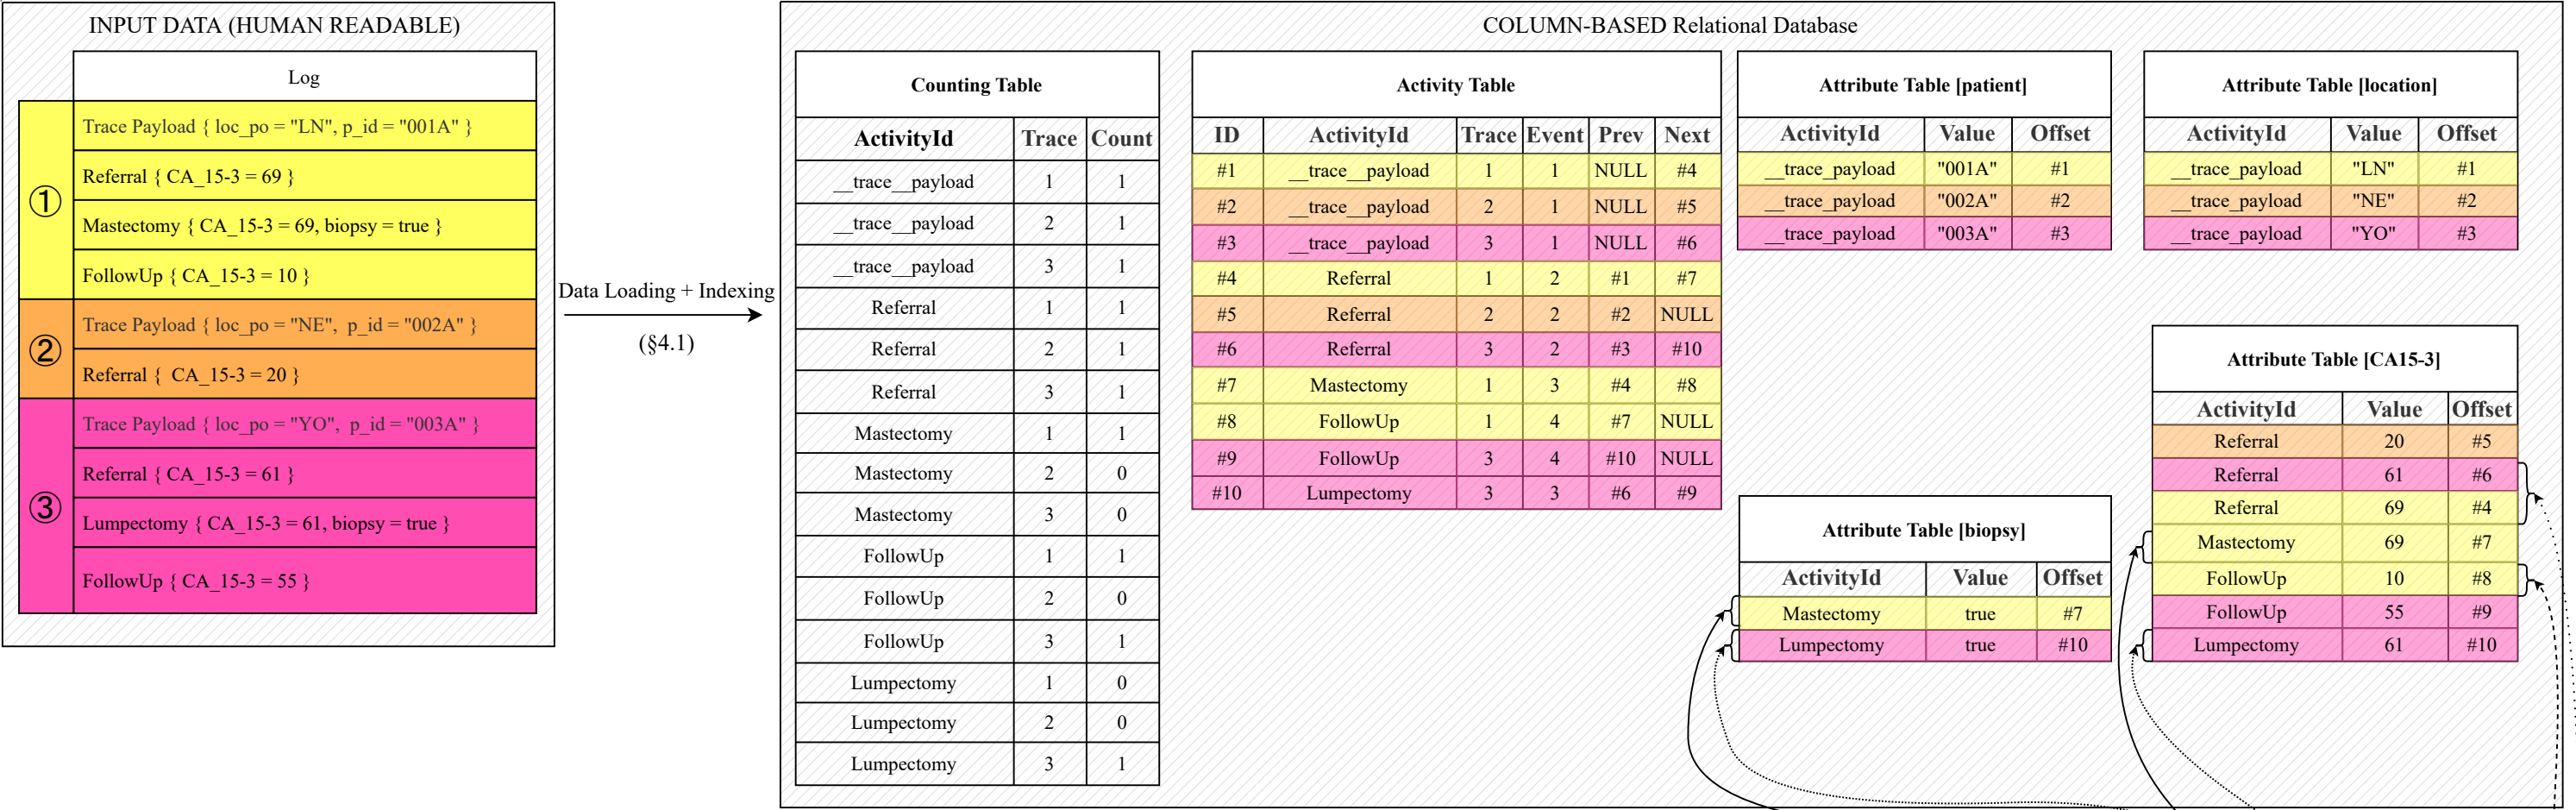 INPUT DATA (HUMAN READABLE)
Log
①
Trace Payload { loc_po = "LN", p_id = "001A" }
Referral { CA_15-3 = 69 }
Mastectomy { CA_15-3 = 69, biopsy = true }
FollowUp { CA_15-3 = 10 }
②
Trace Payload { loc_po = "NE", p_id = "002A" }
Referral { CA_15-3 = 20 }
③
Trace Payload { loc_po = "YO", p_id = "003A" }
Referral { CA_15-3 = 61 }
Lumpectomy { CA_15-3 = 61, biopsy = true }
FollowUp { CA_15-3 = 55 }
Data Loading + Indexing
(§4.1)
COLUMN-BASED Relational Database
Counting Table
ActivityId Trace Count
__trace__payload 1 1
__trace__payload 2 1
__trace__payload 3 1
Referral 1 1
Referral 2 1
Referral 3 1
Mastectomy 1 1
Mastectomy 2 0
Mastectomy 3 0
FollowUp 1 1
FollowUp 2 0
FollowUp 3 1
Lumpectomy 1 0
Lumpectomy 2 0
Lumpectomy 3 1
Activity Table
ID ActivityId Trace Event Prev Next
#1 __trace__payload 1 1 NULL #4
#2 __trace__payload 2 1 NULL #5
#3 __trace__payload 3 1 NULL #6
#4 Referral 1 2 #1 #7
#5 Referral 2 2 #2 NULL
#6 Referral 3 2 #3 #10
#7 Mastectomy 1 3 #4 #8
#8 FollowUp 1 4 #7 NULL
#9 FollowUp 3 4 #10 NULL
#10 Lumpectomy 3 3 #6 #9
Attribute Table [patient]
ActivityId Value Offset
__trace_payload "001A" #1
__trace_payload "002A" #2
__trace_payload "003A" #3
Attribute Table [location]
ActivityId Value Offset
__trace_payload "LN" #1
__trace_payload "NE" #2
__trace_payload "YO" #3
Attribute Table [biopsy]
ActivityId Value Offset
Mastectomy true #7
Lumpectomy true #10
Attribute Table [CA15-3]
ActivityId Value Offset
Referral 20 #5
Referral 61 #6
Referral 69 #4
Mastectomy 69 #7
FollowUp 10 #8
FollowUp 55 #9
Lumpectomy 61 #10